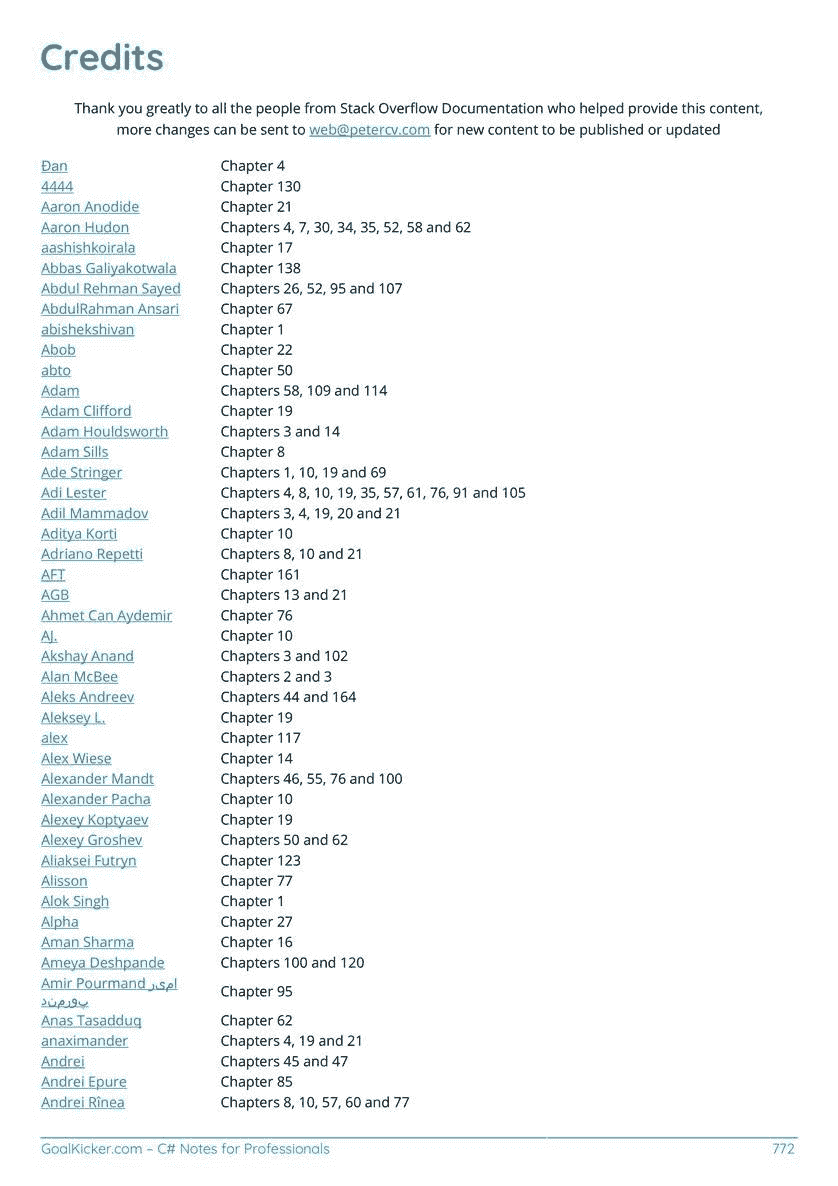 Credits
Thank you greatly to all the people from Stack Overflow Documentation who helped provide this content,
more changes can be sent to web@petercv.com for new content to be published or updated
Đan Chapter 4
4444 Chapter 130
Aaron Anodide Chapter 21
Aaron Hudon Chapters 4, 7, 30, 34, 35, 52, 58 and 62
aashishkoirala Chapter 17
Abbas Galiyakotwala Chapter 138
Abdul Rehman Sayed Chapters 26, 52, 95 and 107
AbdulRahman Ansari Chapter 67
abishekshivan Chapter 1
Abob Chapter 22
abto Chapter 50
Adam Chapters 58, 109 and 114
Adam Clifford Chapter 19
Adam Houldsworth Chapters 3 and 14
Adam Sills Chapter 8
Ade Stringer Chapters 1, 10, 19 and 69
Adi Lester Chapters 4, 8, 10, 19, 35, 57, 61, 76, 91 and 105
Adil Mammadov Chapters 3, 4, 19, 20 and 21
Aditya Korti Chapter 10
Adriano Repetti Chapters 8, 10 and 21
AFT Chapter 161
AGB Chapters 13 and 21
Ahmet Can Aydemir Chapter 76
AJ. Chapter 10
Akshay Anand Chapters 3 and 102
Alan McBee Chapters 2 and 3
Aleks Andreev Chapters 44 and 164
Aleksey L. Chapter 19
alex Chapter 117
Alex Wiese Chapter 14
Alexander Mandt Chapters 46, 55, 76 and 100
Alexander Pacha Chapter 10
Alexey Koptyaev Chapter 19
Alexey Groshev Chapters 50 and 62
Aliaksei Futryn Chapter 123
Alisson Chapter 77
Alok Singh Chapter 1
Alpha Chapter 27
Aman Sharma Chapter 16
Ameya Deshpande Chapters 100 and 120
Amir Pourmand امیر
پورمند Chapter 95
Anas Tasadduq Chapter 62
anaximander Chapters 4, 19 and 21
Andrei Chapters 45 and 47
Andrei Epure Chapter 85
Andrei Rînea Chapters 8, 10, 57, 60 and 77
GoalKicker.com – C# Notes for Professionals 772